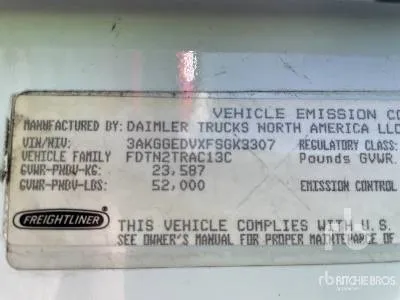 VEHICLE EMISSION CO
MANUFACTURED BY: DAIMLER TRUCKS NORTH AMERICA LLC
VIN/NIV: 3AKGGEDVXFSGK3307 REGULATORY CLASS:
VEHICLE FAMILY FDTN2TRAC13C Pounds GVWR.
GVWR-PNBV-KG: 23,587
GVWR-PNBV-LBS: 52,000 EMISSION CONTROL
FREIGHTLINER
THIS VEHICLE COMPLIES WITH U.S.
SEE OWNER'S MANUAL FOR PROPER MAINTENANCE OF
rb
RITCHIE BROS